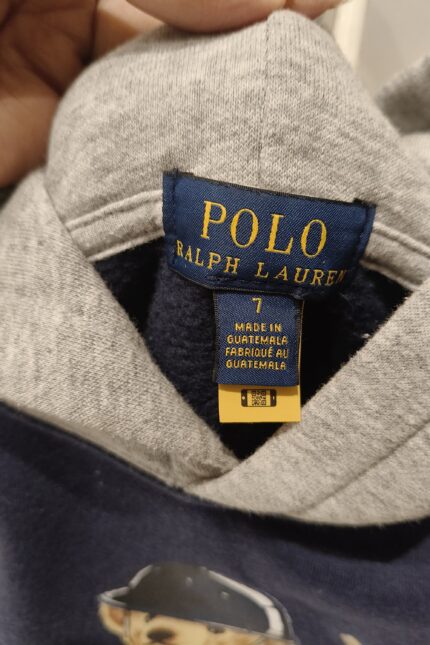 POLO
RALPH LAUREN
7
MADE IN
GUATEMALA
FABRIQUÉ AU
GUATEMALA